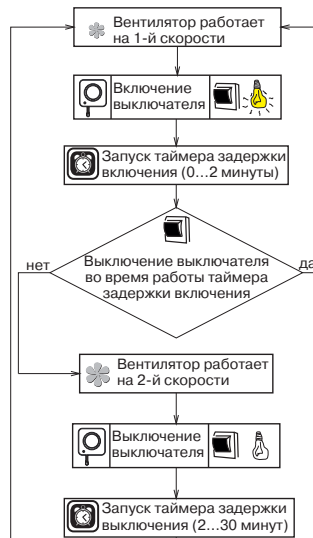 Вентилятор работает
на 1-й скорости
Включение
выключателя
Запуск таймера задержки
включения (0...2 минуты)
нет
да
Выключение выключателя
во время работы таймера
задержки включения
Вентилятор работает
на 2-й скорости
Выключение
выключателя
Запуск таймера задержки
выключения (2...30 минут)